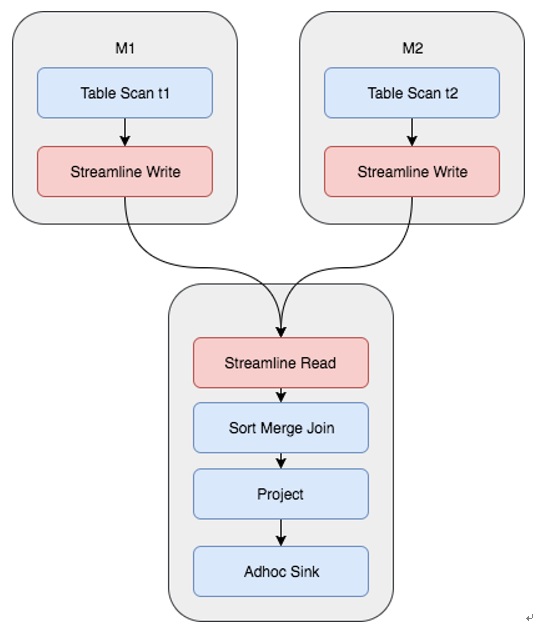 M1
Table Scan t1
Streamline Write
M2
Table Scan t2
Streamline Write
Streamline Read
Sort Merge Join
Project
Adhoc Sink